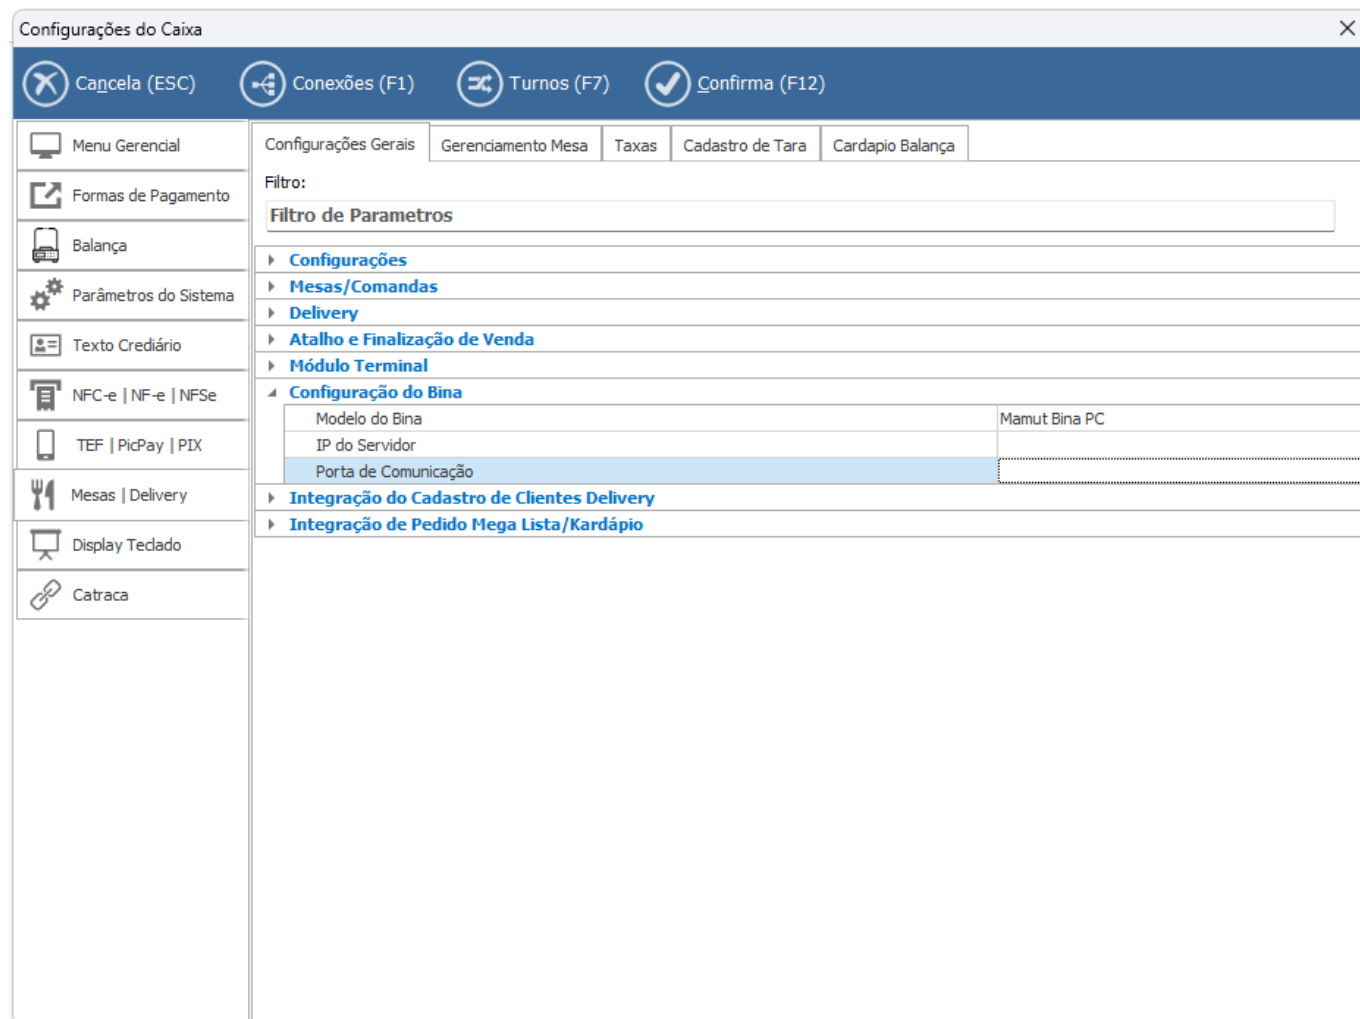 Configurações do Caixa
Cancela (ESC)
Conexões (F1)
Turnos (F7)
Confirma (F12)
Menu Gerencial
Formas de Pagamento
Balança
Parâmetros do Sistema
Texto Crediário
NFC-e | NF-e | NFSe
TEF | PicPay | PIX
Mesas | Delivery
Display Teclado
Catraca
Configurações Gerais
Gerenciamento Mesa
Taxas
Cadastro de Tara
Cardapio Balança
Filtro:
Filtro de Parametros
Configurações
Mesas/Comandas
Delivery
Atalho e Finalização de Venda
Módulo Terminal
Configuração do Bina
Modelo do Bina Mamut Bina PC
IP do Servidor
Porta de Comunicação
Integração do Cadastro de Clientes Delivery
Integração de Pedido Mega Lista/Kardápio